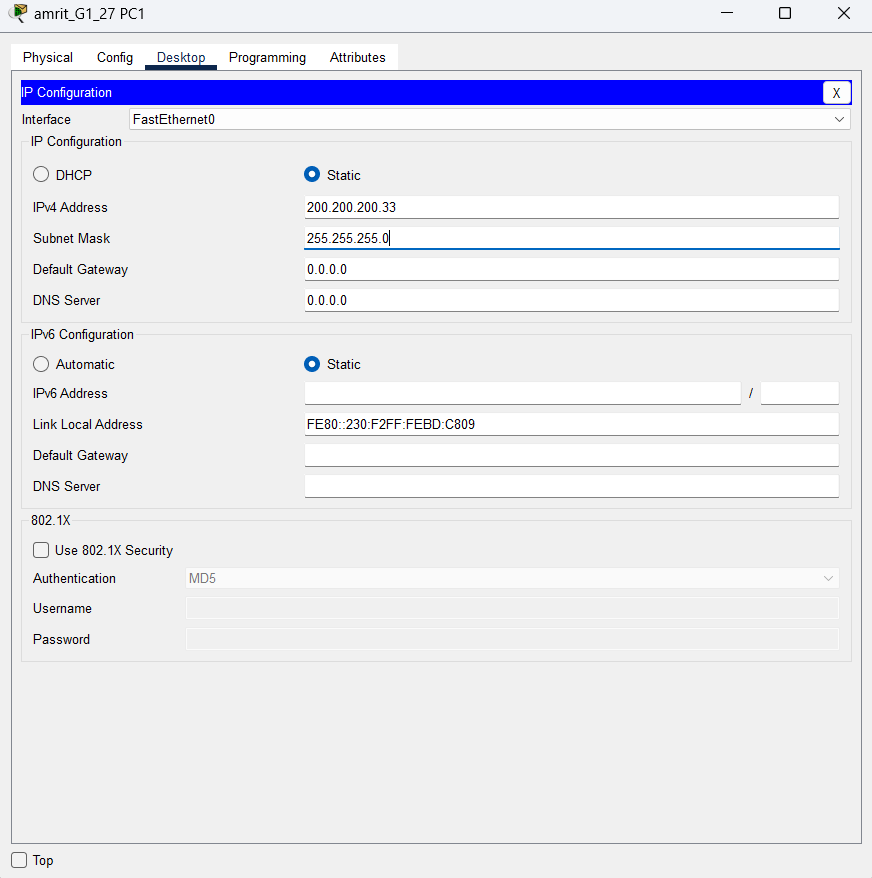 amrit_G1_27 PC1
Physical Config Desktop Programming Attributes
IP Configuration X
Interface FastEthernet0
IP Configuration
DHCP Static
IPv4 Address 200.200.200.33
Subnet Mask 255.255.255.0
Default Gateway 0.0.0.0
DNS Server 0.0.0.0
IPv6 Configuration
Automatic Static
IPv6 Address /
Link Local Address FE80::230:F2FF:FEBD:C809
Default Gateway
DNS Server
802.1X
Use 802.1X Security
Authentication MD5
Username
Password
Top